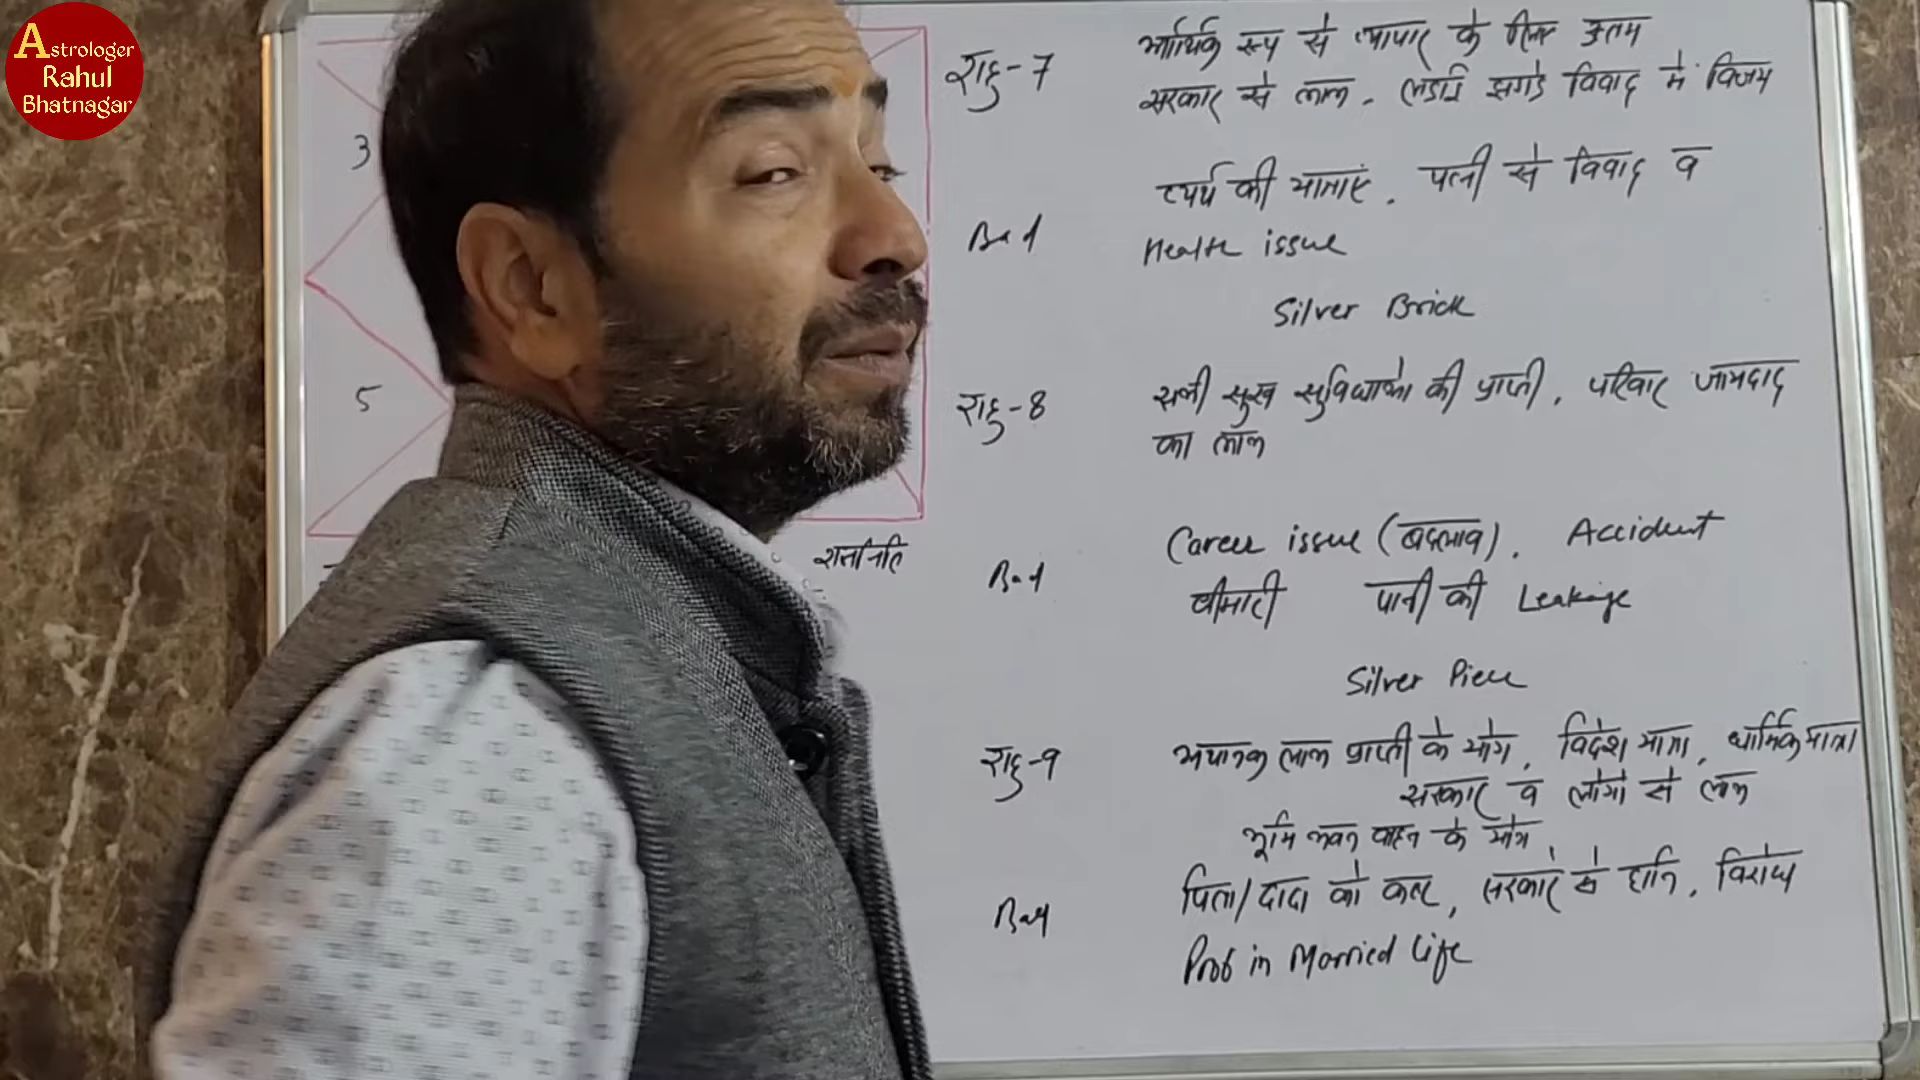 Astrologer
Rahul
Bhatnagar
3
5
राहु-7
आर्थिक रूप से व्यापार के लिए उत्तम
सरकार से लाभ. लडाई झगडे विवाद में विजय
व्यर्थ की यात्राएं. पत्नी से विवाद व
Bad
Health issue
Silver Brick
राहु-8
सभी सुख सुविधाओ की प्राप्ती, परिवार जायदाद
का लाभ
Bad
Career issue (बदलाव), Accident
बीमारी पानी की Leakage
Silver Piece
राहु-9
अचानक लाभ प्राप्ती के योग, विदेश यात्रा, धार्मिक यात्रा
सरकार व लोगो से लाभ
भूमि भवन वाहन के योग,
Bad
पिता/दादा को कष्ट, सरकार से हानि, विरोध
Prob in Married Life